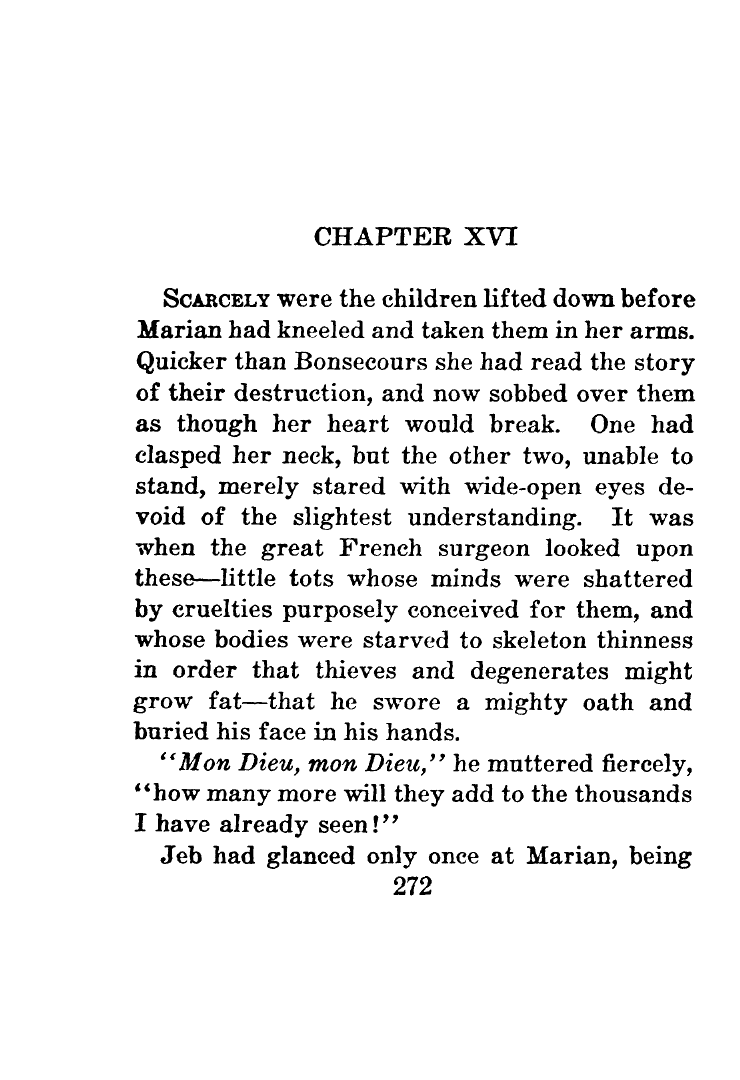 CHAPTER XVI
Scarcely were the children lifted down before
Marian had kneeled and taken them in her arms.
Quicker than Bonsecours she had read the story
of their destruction, and now sobbed over them
as though her heart would break. One had
clasped her neck, but the other two, unable to
stand, merely stared with wide-open eyes de-
void of the slightest understanding. It was
when the great French surgeon looked upon
these—little tots whose minds were shattered
by cruelties purposely conceived for them, and
whose bodies were starved to skeleton thinness
in order that thieves and degenerates might
grow fat—that he swore a mighty oath and
buried his face in his hands.
"Mon Dieu, mon Dieu," he muttered fiercely,
"how many more will they add to the thousands
I have already seen!"
Jeb had glanced only once at Marian, being
272